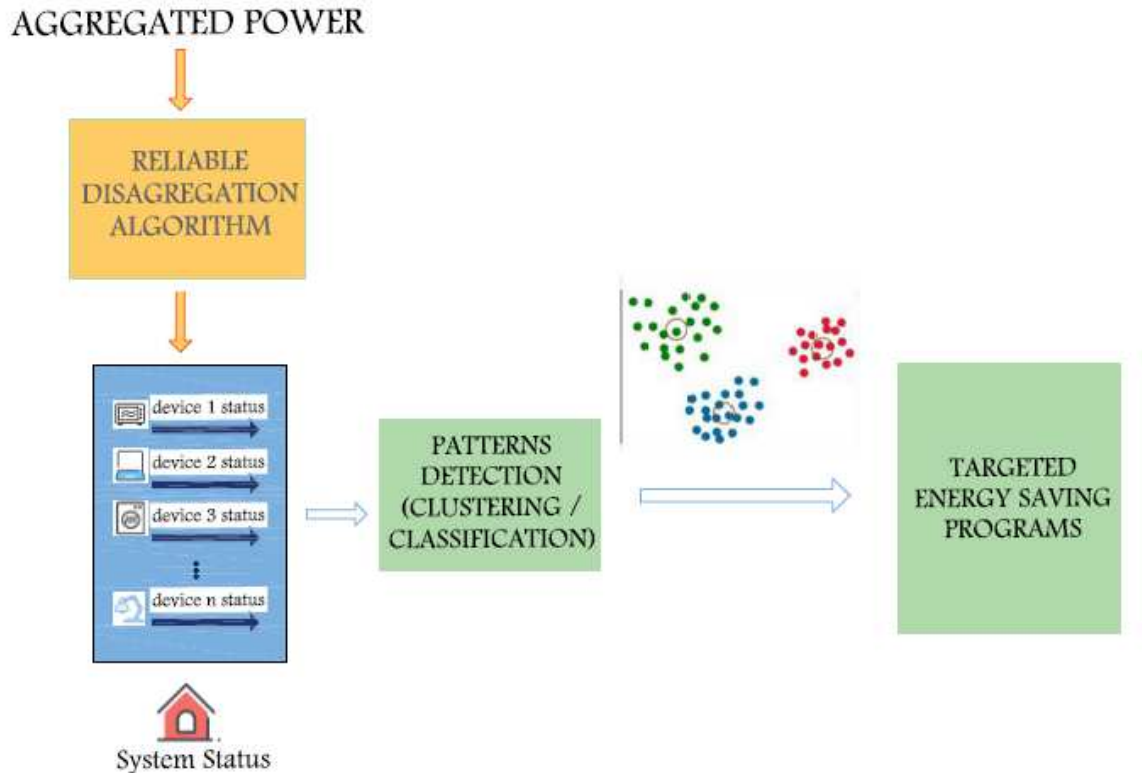 AGGREGATED POWER
RELIABLE
DISAGREGATION
ALGORITHM
device 1 status
device 2 status
device 3 status
device n status
System Status
PATTERNS
DETECTION
(CLUSTERING /
CLASSIFICATION)
TARGETED
ENERGY SAVING
PROGRAMS